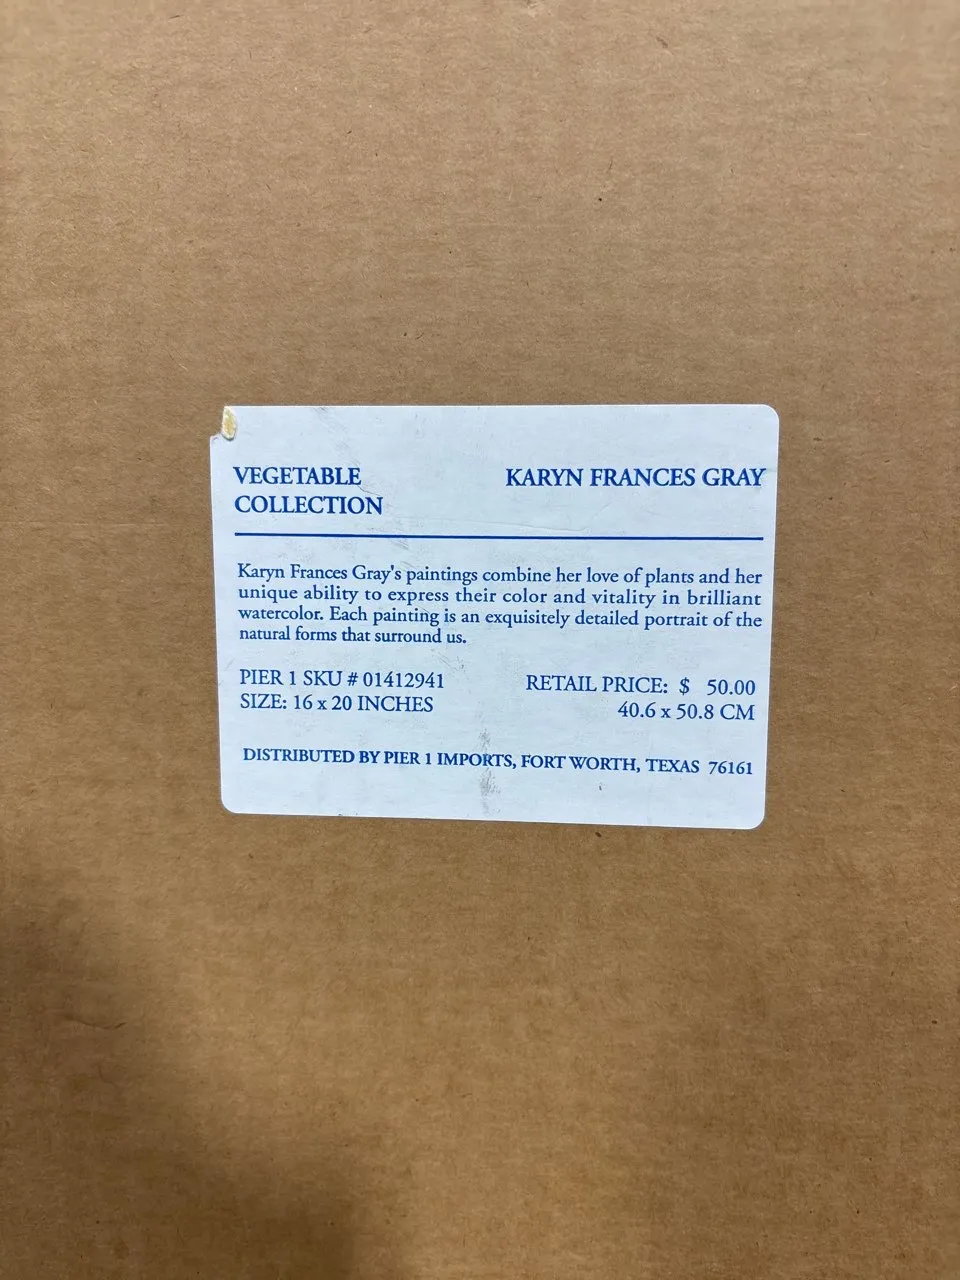 VEGETABLE COLLECTION
KARYN FRANCES GRAY
Karyn Frances Gray's paintings combine her love of plants and her
unique ability to express their color and vitality in brilliant
watercolor. Each painting is an exquisitely detailed portrait of the
natural forms that surround us.
PIER 1 SKU # 01412941
SIZE: 16 x 20 INCHES
RETAIL PRICE: $ 50.00
40.6 x 50.8 CM
DISTRIBUTED BY PIER 1 IMPORTS, FORT WORTH, TEXAS 76161